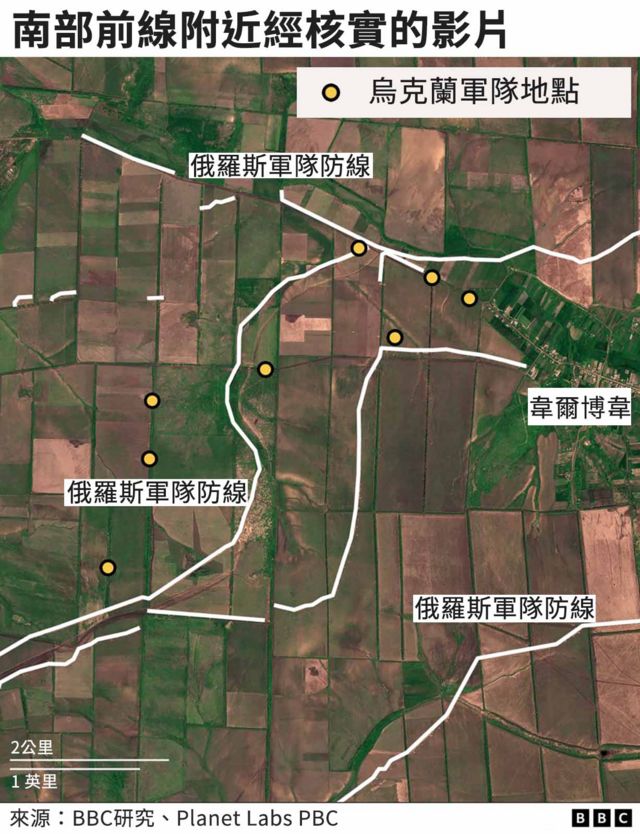 南部前線附近經核實的影片
烏克蘭軍隊地點
俄羅斯軍隊防線
韋爾博韋
俄羅斯軍隊防線
俄羅斯軍隊防線
2公里
1 英里
來源：BBC研究、Planet Labs PBC
BBC